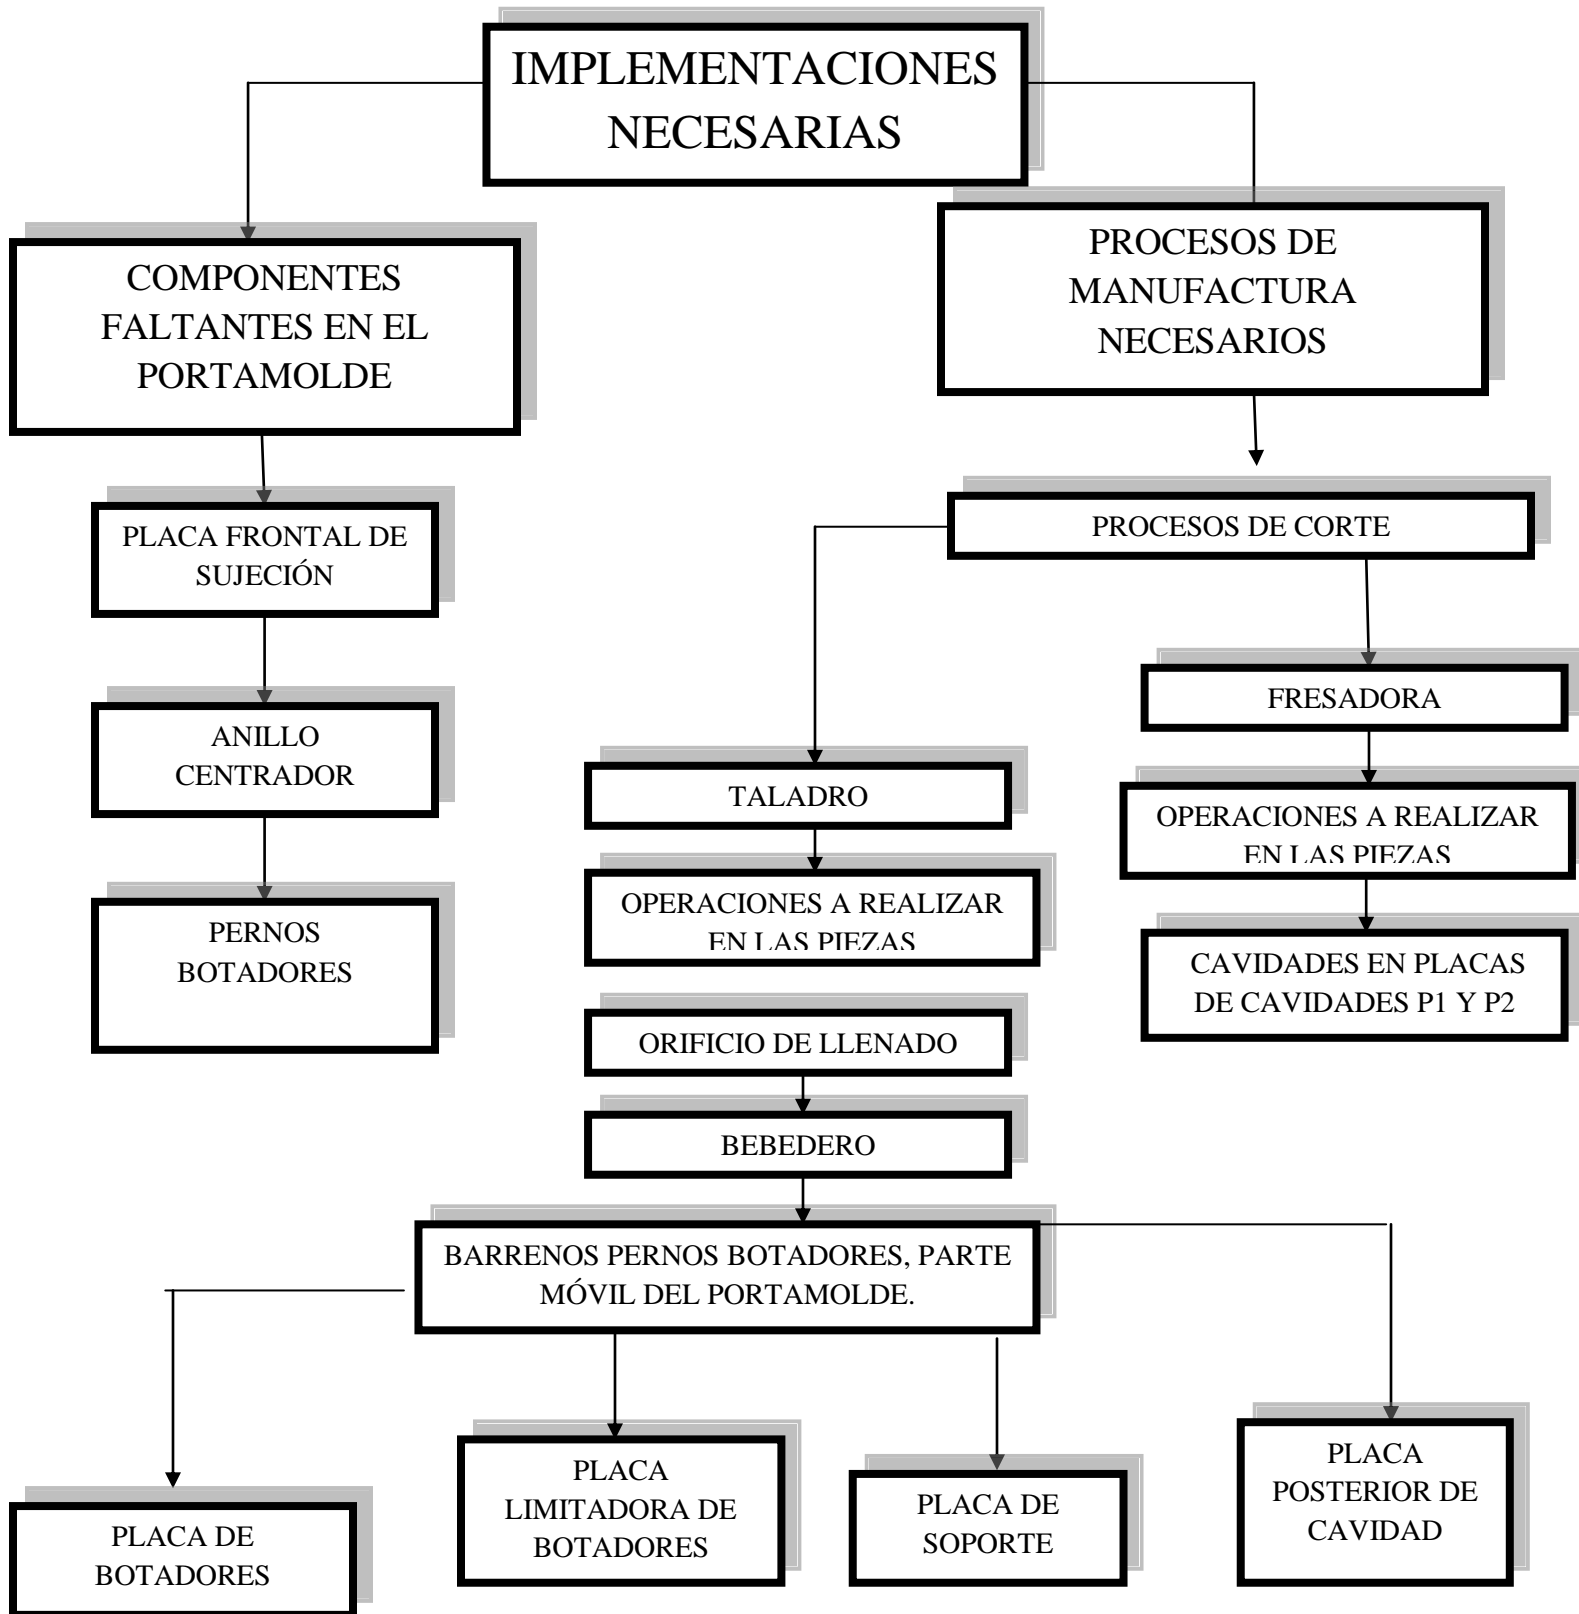 IMPLEMENTACIONES
NECESARIAS
COMPONENTES
FALTANTES EN EL
PORTAMOLDE
PROCESOS DE
MANUFACTURA
NECESARIOS
PLACA FRONTAL DE
SUJECIÓN
PROCESOS DE CORTE
ANILLO
CENTRADOR
FRESADORA
TALADRO
OPERACIONES A REALIZAR
EN LAS PIEZAS
OPERACIONES A REALIZAR
EN LAS PIEZAS
PERNOS
BOTADORES
CAVIDADES EN PLACAS
DE CAVIDADES P1 Y P2
ORIFICIO DE LLENADO
BEBEDERO
BARRENOS PERNOS BOTADORES, PARTE
MÓVIL DEL PORTAMOLDE.
PLACA DE
BOTADORES
PLACA
LIMITADORA DE
BOTADORES
PLACA DE
SOPORTE
PLACA
POSTERIOR DE
CAVIDAD